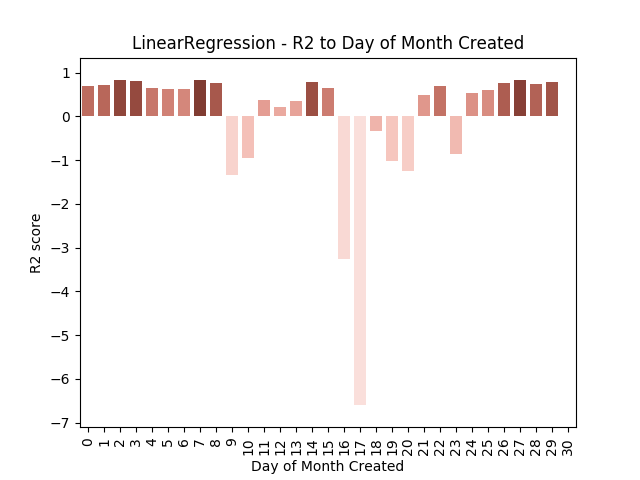 LinearRegression - R2 to Day of Month Created
1
0
−1
−2
−3
−4
−5
−6
−7
R2 score
0 1 2 3 4 5 6 7 8 9 10 11 12 13 14 15 16 17 18 19 20 21 22 23 24 25 26 27 28 29 30
Day of Month Created